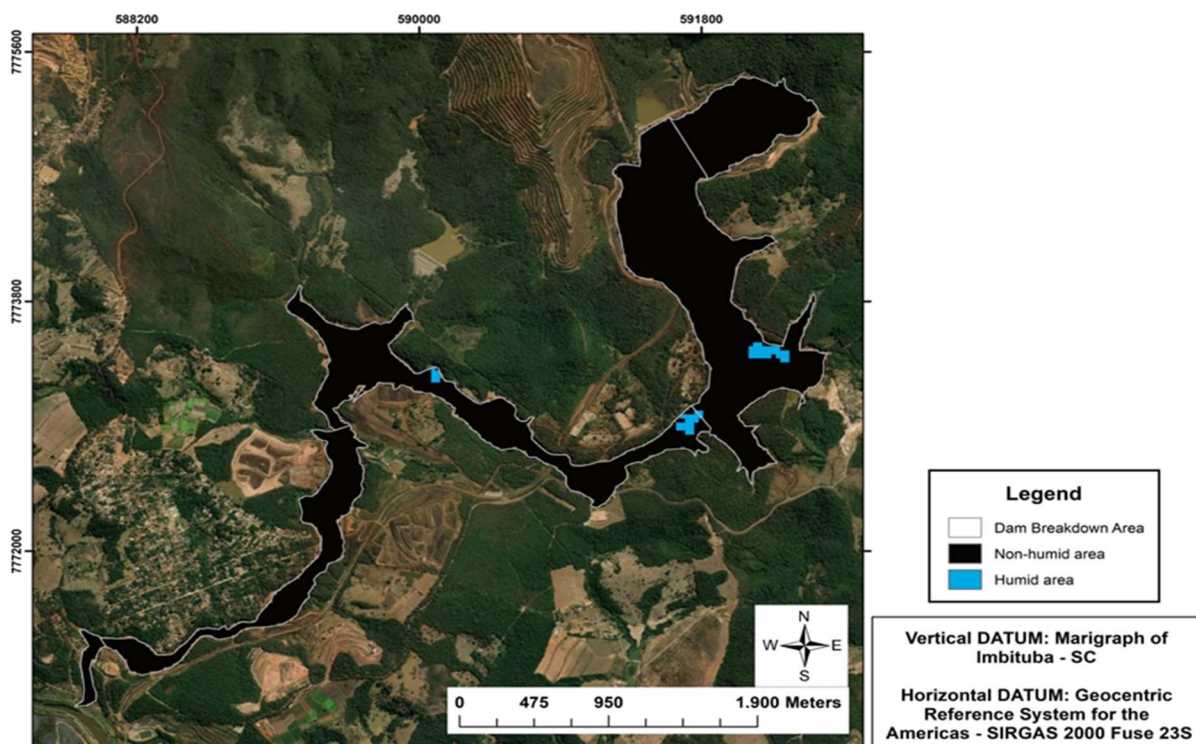 588200 590000 591800
7775600
7773800
7772000
N
W E
S
0 475 950 1.900 Meters
Legend
Dam Breakdown Area
Non-humid area
Humid area
Vertical DATUM: Marigraph of
Imbituba - SC
Horizontal DATUM: Geocentric
Reference System for the
Americas - SIRGAS 2000 Fuse 23S